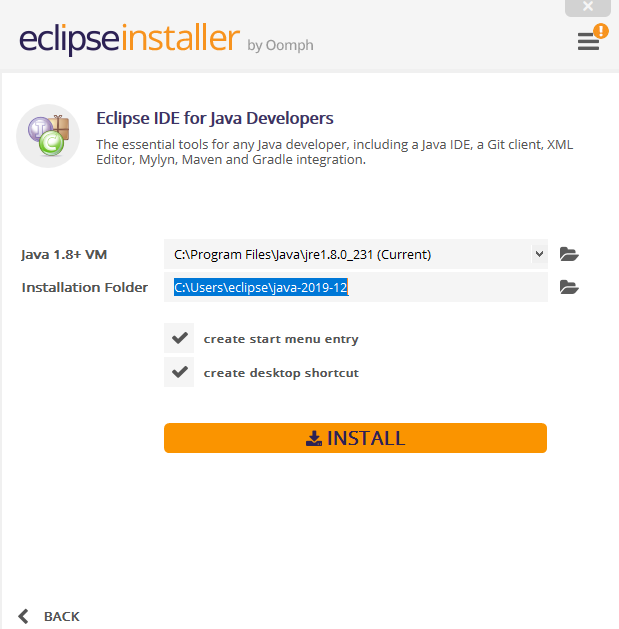 eclipseinstaller by Oomph
!
Eclipse IDE for Java Developers
The essential tools for any Java developer, including a Java IDE, a Git client, XML
Editor, Mylyn, Maven and Gradle integration.
J
C
Java 1.8+ VM
C:\Program Files\Java\jre1.8.0_231 (Current)
Installation Folder
C:\Users\eclipse\java-2019-12
create start menu entry
create desktop shortcut
INSTALL
BACK